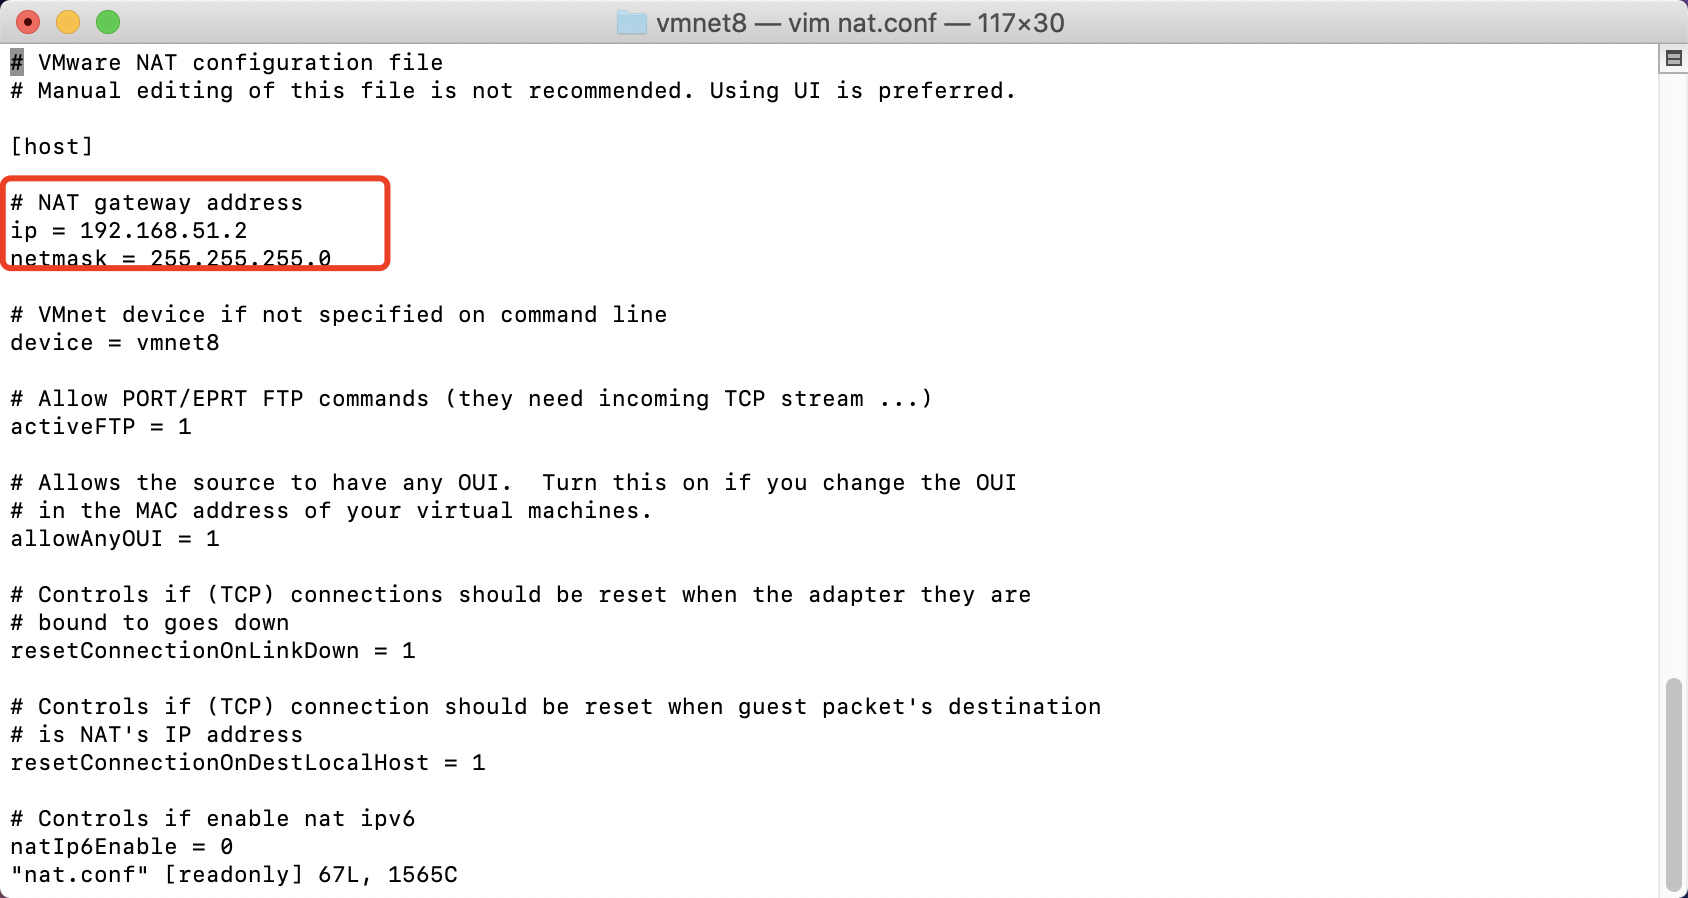 vmnet8 — vim nat.conf — 117×30
# VMware NAT configuration file
# Manual editing of this file is not recommended. Using UI is preferred.
[host]
# NAT gateway address
ip = 192.168.51.2
netmask = 255.255.255.0
# VMnet device if not specified on command line
device = vmnet8
# Allow PORT/EPRT FTP commands (they need incoming TCP stream ...)
activeFTP = 1
# Allows the source to have any OUI.  Turn this on if you change the OUI
# in the MAC address of your virtual machines.
allowAnyOUI = 1
# Controls if (TCP) connections should be reset when the adapter they are
# bound to goes down
resetConnectionOnLinkDown = 1
# Controls if (TCP) connection should be reset when guest packet's destination
# is NAT's IP address
resetConnectionOnDestLocalHost = 1
# Controls if enable nat ipv6
natIp6Enable = 0
"nat.conf" [readonly] 67L, 1565C